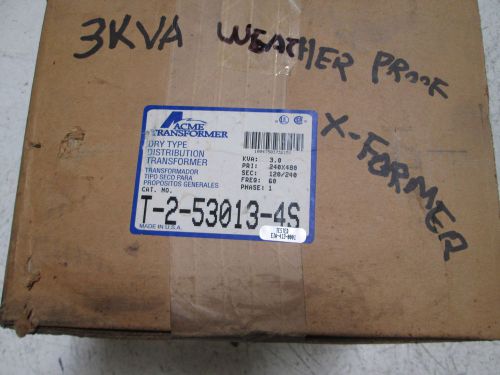 3KVA WEATHER PROOF
X-FORMER
ACME
TRANSFORMER
DRY TYPE
DISTRIBUTION
TRANSFORMER
TRANSFORMADOR
TIPO SECO PARA
PROPOSITOS GENERALES
CAT. NO.
KVA: 3.0
PRI: 240X480
SEC: 120/240
FREQ: 60
PHASE: 1
T-2-53013-4S
MADE IN U.S.A.
TESTED